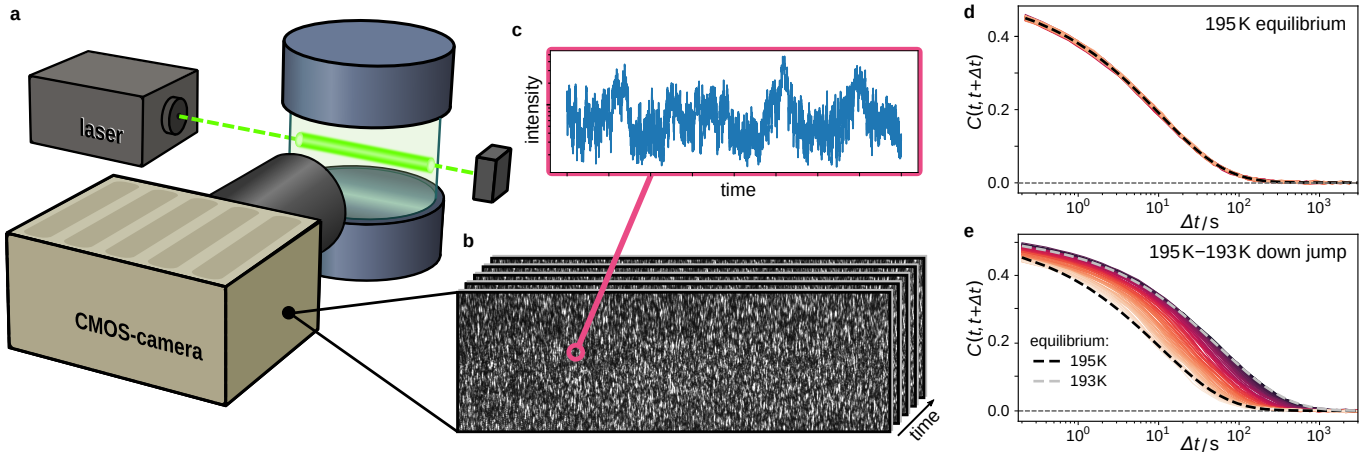 a
laser
CMOS-camera
b
time
c
intensity
time
d
195 K equilibrium
C(t, t+Δt)
0.4
0.2
0.0
10⁰ 10¹ 10² 10³
Δt / s
e
195 K−193 K down jump
C(t, t+Δt)
0.4
0.2
0.0
equilibrium:
195K
193K
10⁰ 10¹ 10² 10³
Δt / s